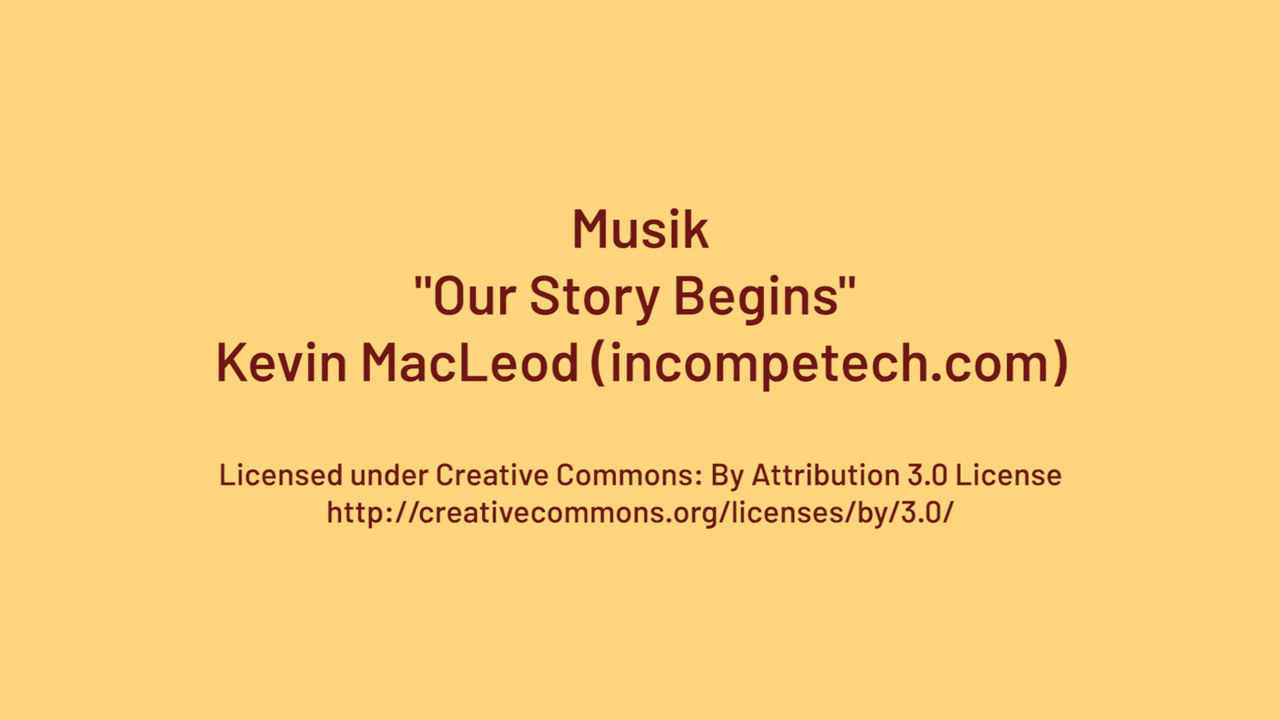 Musik
"Our Story Begins"
Kevin MacLeod (incompetech.com)
Licensed under Creative Commons: By Attribution 3.0 License
http://creativecommons.org/licenses/by/3.0/